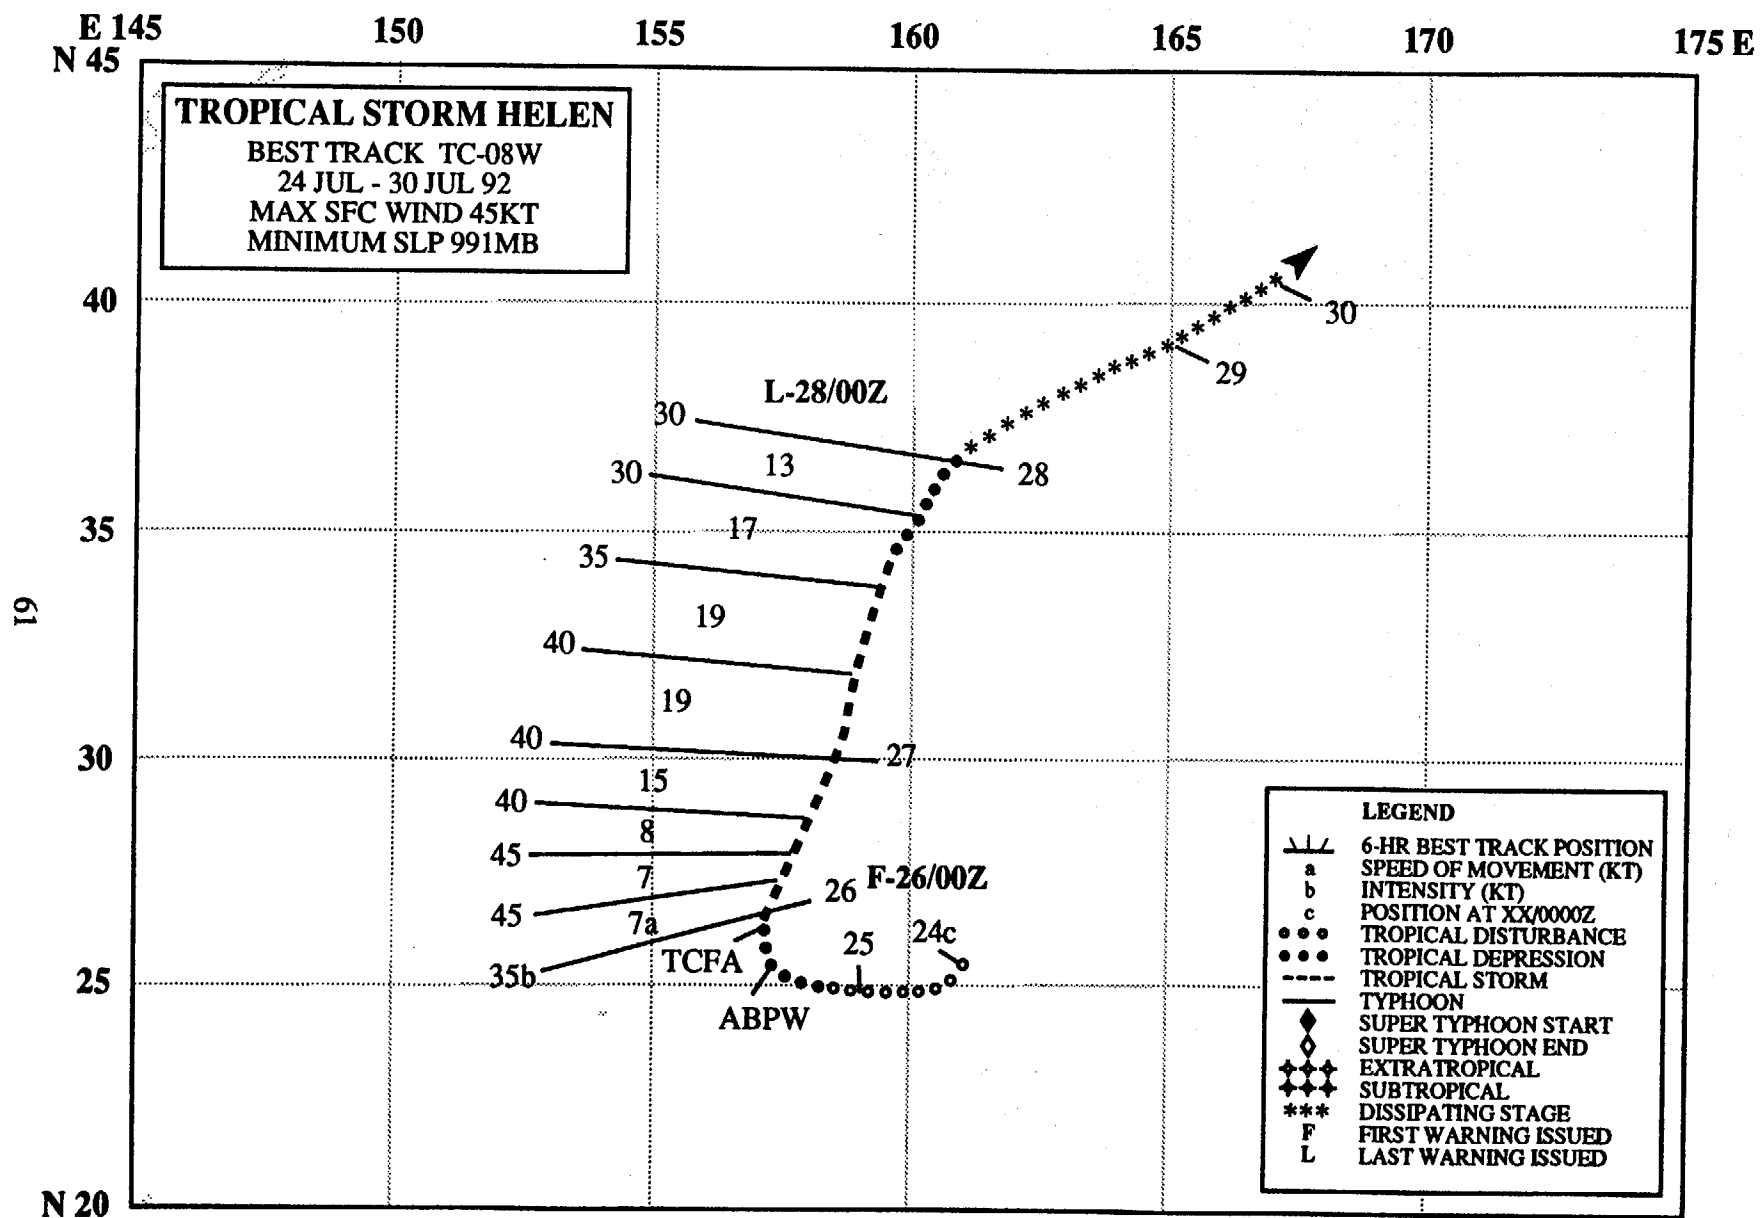 E 145 150 155 160 165 170 175 E
N 45
TROPICAL STORM HELEN
BEST TRACK TC-08W
24 JUL - 30 JUL 92
MAX SFC WIND 45KT
MINIMUM SLP 991MB
40
30
29
L-28/00Z
30
13
28
30
35
17
35
61
19
40
19
40
27
30
15
40
8
45
7
26 F-26/00Z
45
7a
24c
25
TCFA
35b
25
ABPW
N 20
LEGEND
6-HR BEST TRACK POSITION
a SPEED OF MOVEMENT (KT)
b INTENSITY (KT)
c POSITION AT XX/0000Z
TROPICAL DISTURBANCE
TROPICAL DEPRESSION
TROPICAL STORM
TYPHOON
SUPER TYPHOON START
SUPER TYPHOON END
EXTRATROPICAL
SUBTROPICAL
*** DISSIPATING STAGE
F FIRST WARNING ISSUED
L LAST WARNING ISSUED